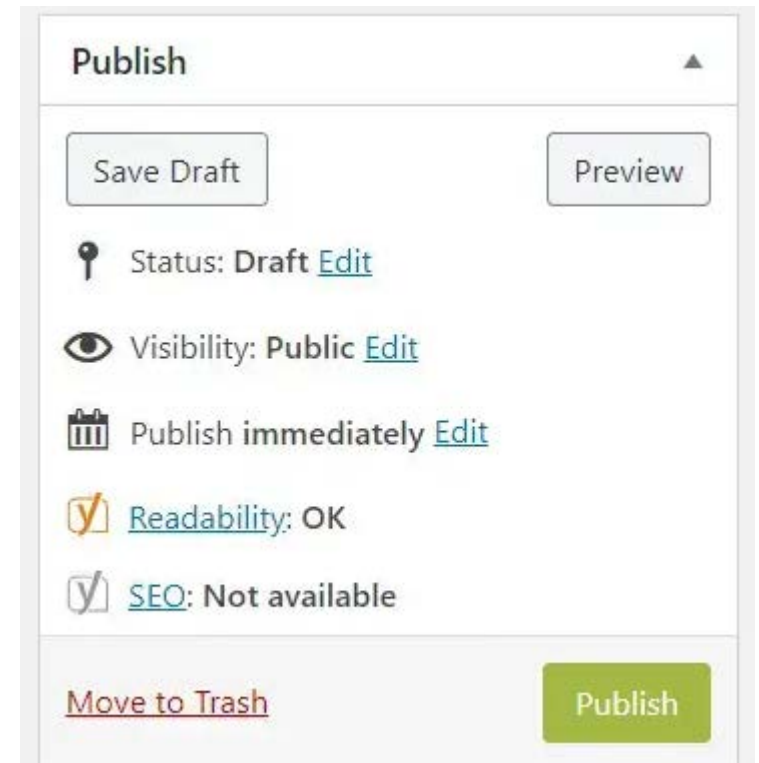 Publish
Save Draft Preview
Status: Draft Edit
Visibility: Public Edit
Publish immediately Edit
Readability: OK
SEO: Not available
Move to Trash Publish